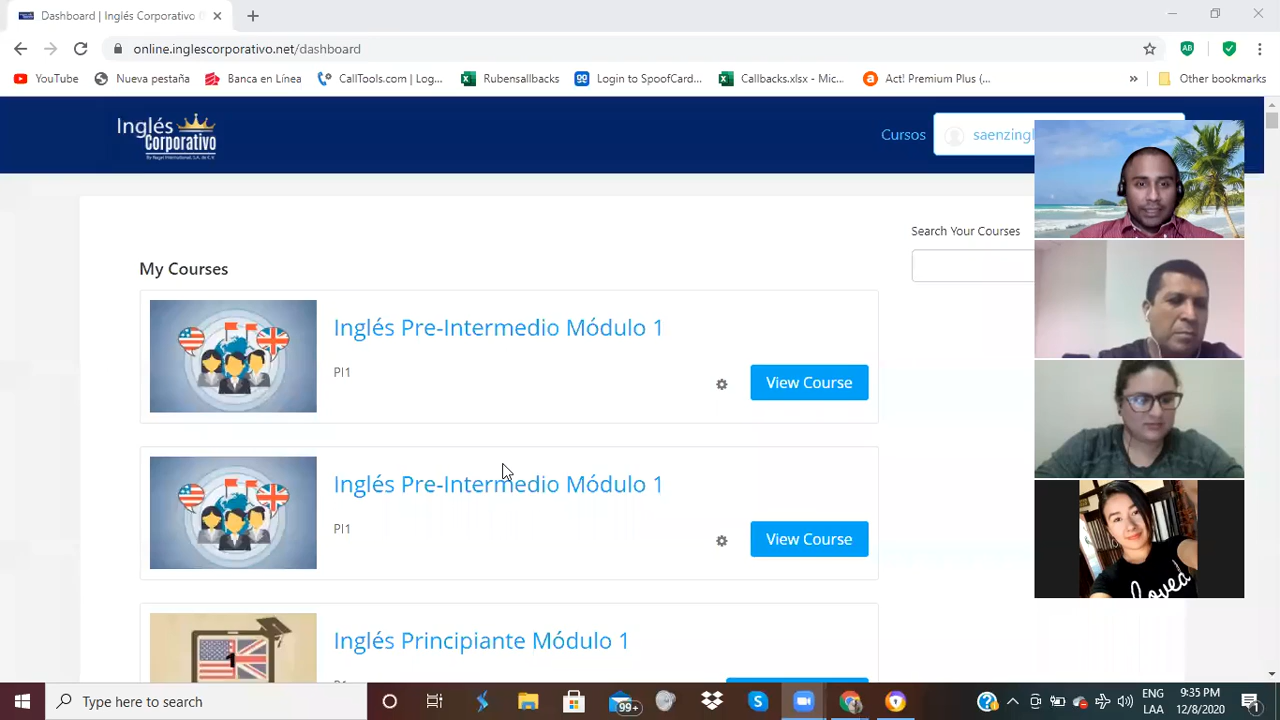 Dashboard | Inglés Corporativo (
online.inglescorporativo.net/dashboard
YouTube Nueva pestaña Banca en Línea CallTools.com | Log... Rubensallbacks Login to SpoofCard... Callbacks.xlsx - Mic... Act! Premium Plus (... » Other bookmarks
Inglés
Corporativo
Cursos saenzingl
Search Your Courses
My Courses
Inglés Pre-Intermedio Módulo 1
PI1
View Course
Inglés Pre-Intermedio Módulo 1
PI1
View Course
Inglés Principiante Módulo 1
1
Loved
Type here to search
99+
ENG
LAA
9:35 PM
12/8/2020
1